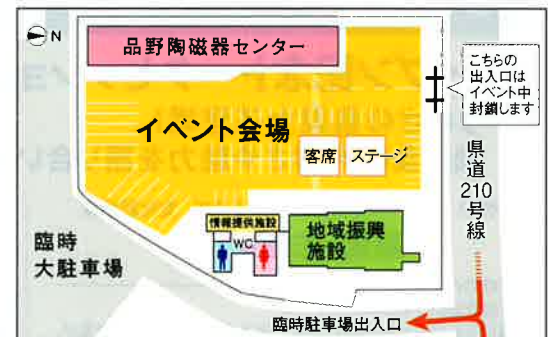 N
品野陶磁器センター
こちらの
出入口は
イベント中
封鎖します
イベント会場
客席
ステージ
県道210号線
情報提供施設
WC
地域振興
施設
臨時
大駐車場
臨時駐車場出入口